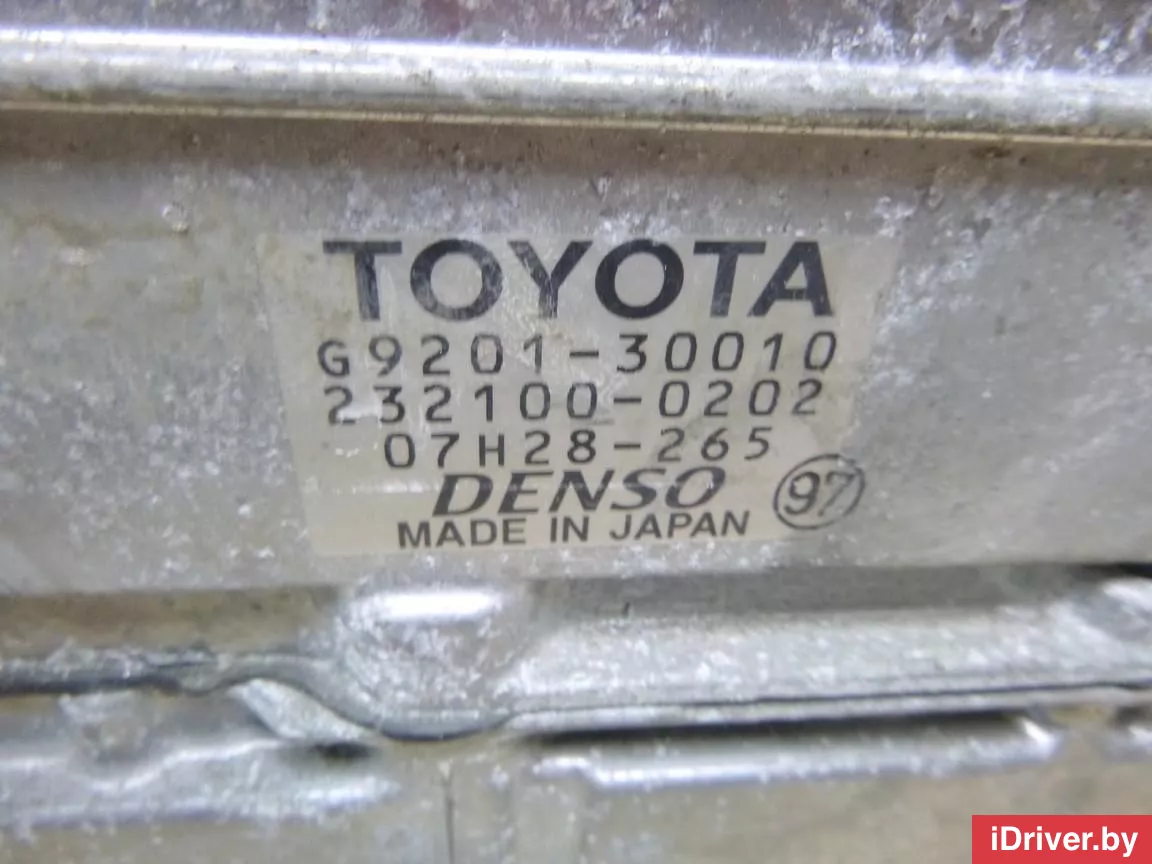 TOYOTA
G9201-30010
232100-0202
07H28-265
DENSO 97
MADE IN JAPAN
iDriver.by